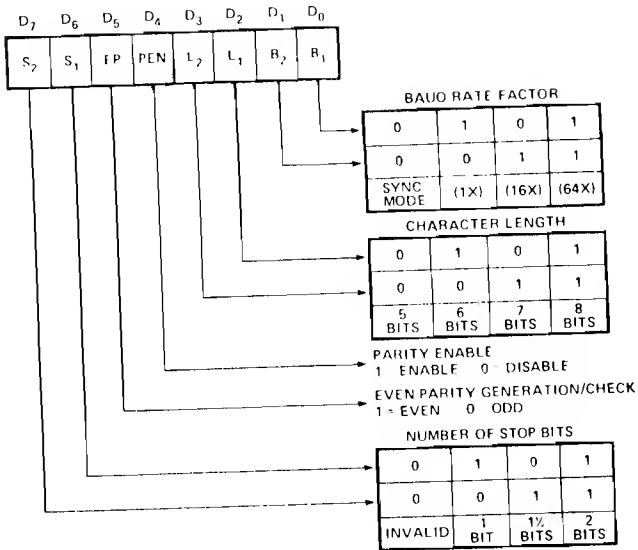 D7 D6 D5 D4 D3 D2 D1 D0
S2 S1 EP PEN L2 L1 B2 B1
BAUD RATE FACTOR
0 1 0 1
0 0 1 1
SYNC MODE (1X) (16X) (64X)
CHARACTER LENGTH
0 1 0 1
0 0 1 1
5 BITS 6 BITS 7 BITS 8 BITS
PARITY ENABLE
1 ENABLE 0 DISABLE
EVEN PARITY GENERATION/CHECK
1 = EVEN 0 ODD
NUMBER OF STOP BITS
0 1 0 1
0 0 1 1
INVALID 1 BIT 1½ BITS 2 BITS